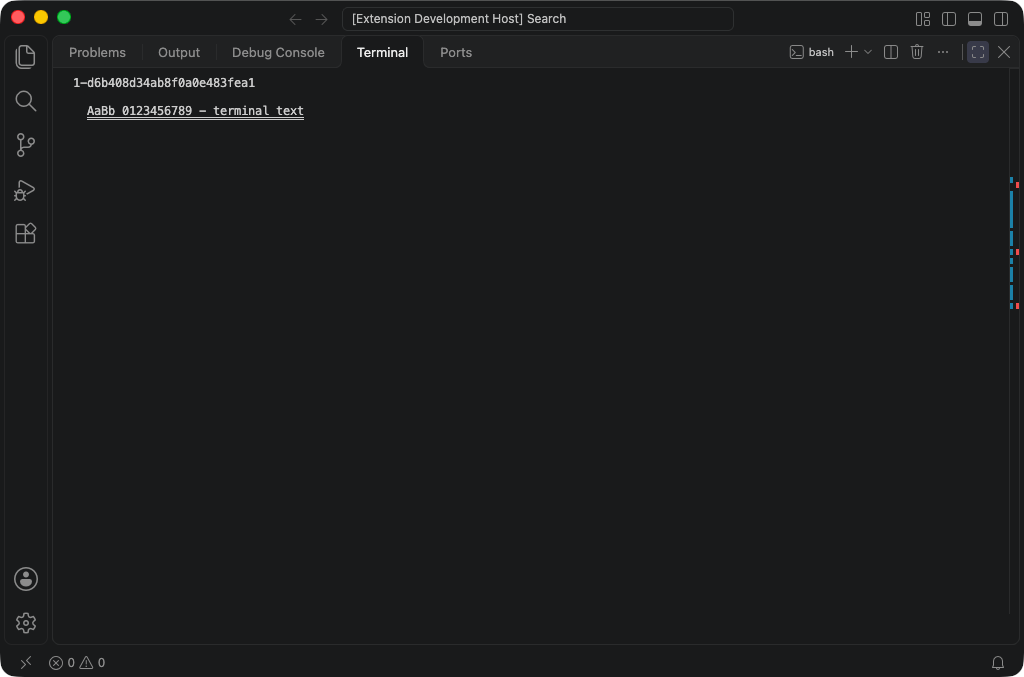 [Extension Development Host] Search
Problems Output Debug Console Terminal Ports bash
1-d6b408d34ab8f0a0e483fea1
AaBb 0123456789 - terminal text
0 0